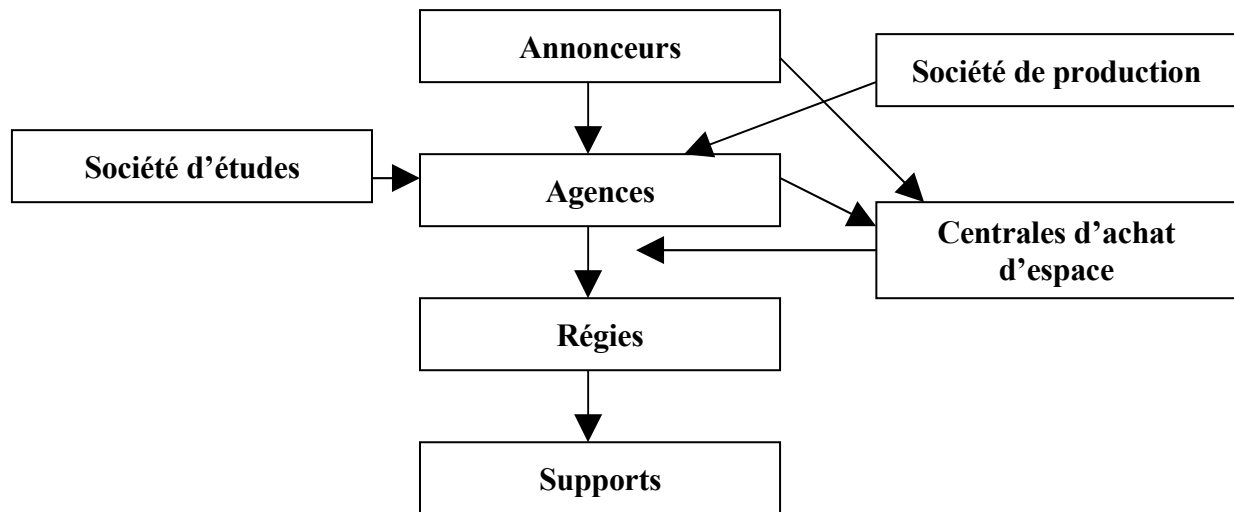 Annonceurs
Société de production
Société d’études
Agences
Centrales d’achat
d’espace
Régies
Supports